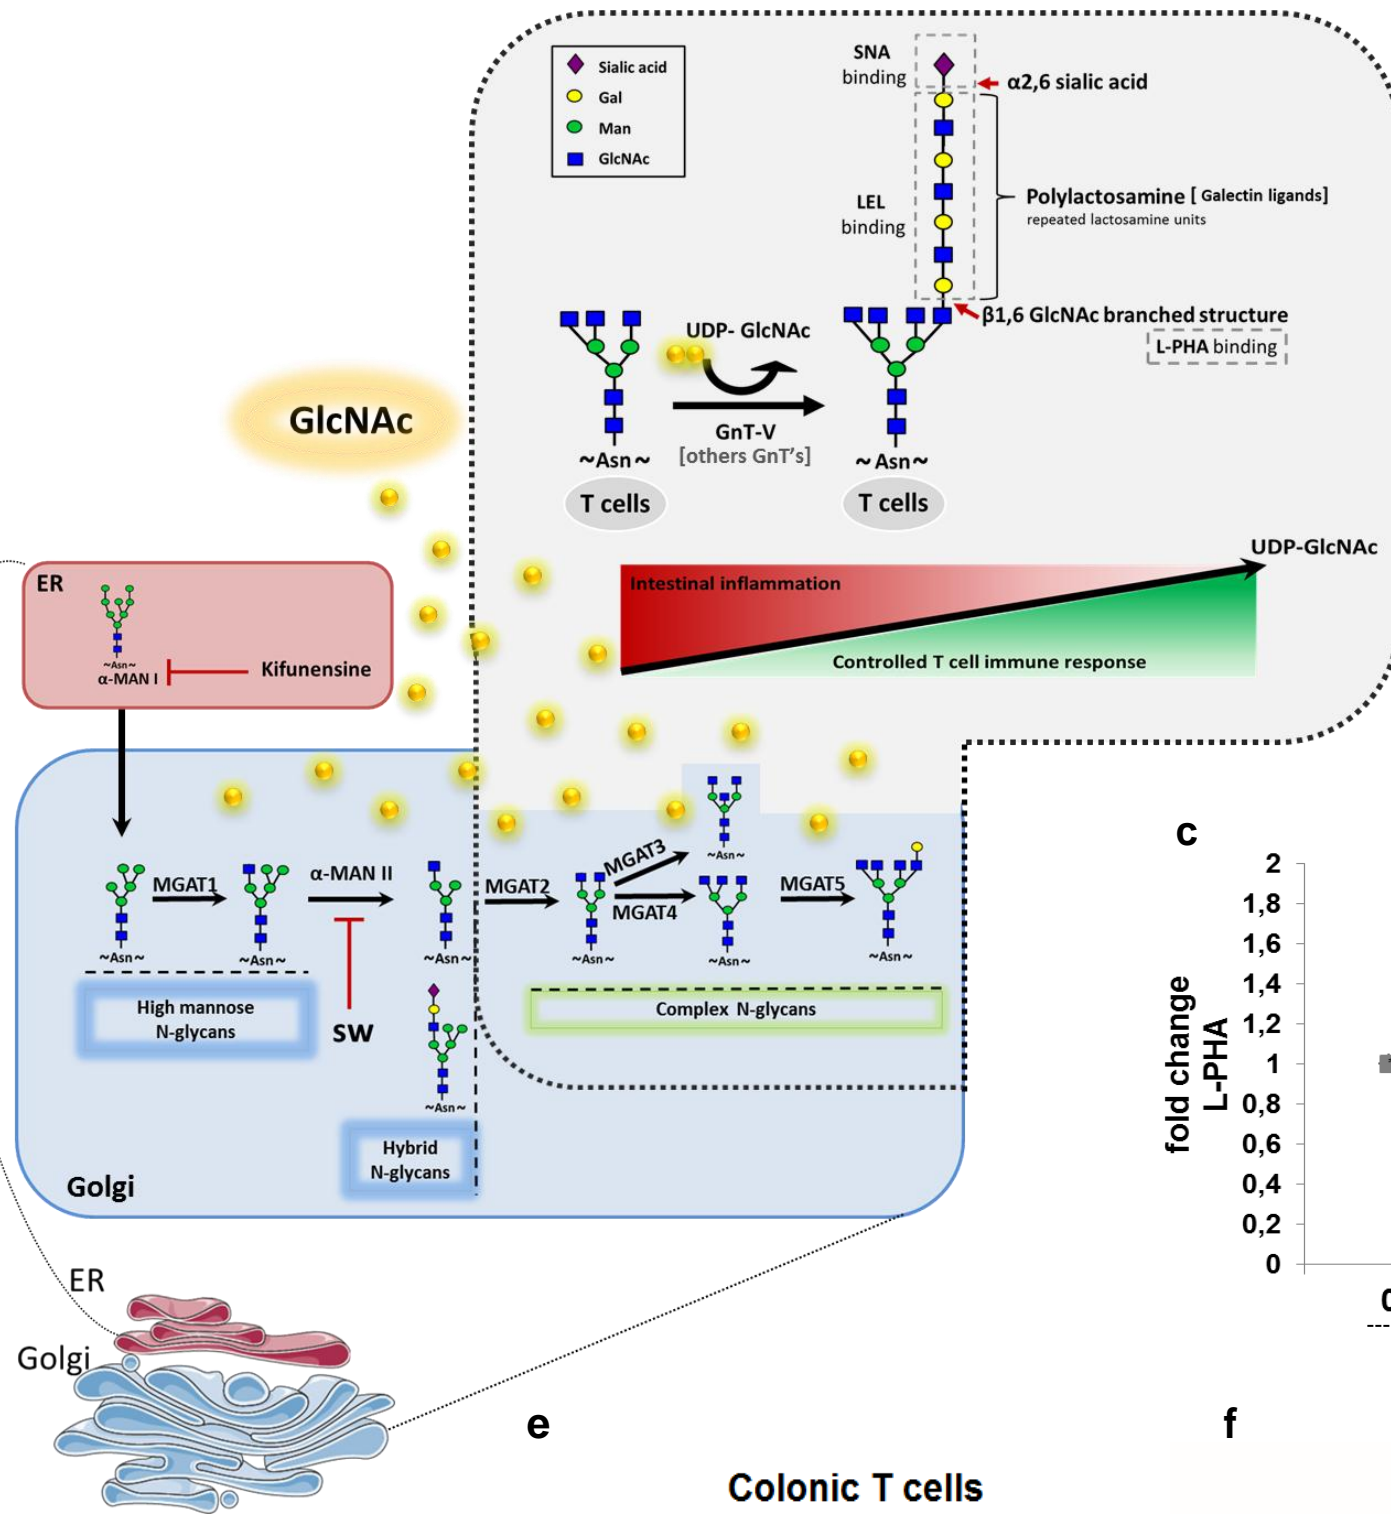 Sialic acid
Gal
Man
GlcNAc
SNA
binding
α2,6 sialic acid
LEL
binding
Polylactosamine [ Galectin ligands]
repeated lactosamine units
β1,6 GlcNAc branched structure
L-PHA binding
UDP- GlcNAc
GnT-V
[others GnT's]
~Asn~
~Asn~
T cells
T cells
GlcNAc
UDP-GlcNAc
Intestinal inflammation
Controlled T cell immune response
ER
~Asn~
α-MAN I
Kifunensine
MGAT1
α-MAN II
MGAT2
MGAT3
MGAT4
MGAT5
~Asn~
~Asn~
~Asn~
~Asn~
~Asn~
~Asn~
~Asn~
High mannose
N-glycans
SW
Complex N-glycans
~Asn~
Hybrid
N-glycans
Golgi
ER
Golgi
c
fold change
L-PHA
2
1,8
1,6
1,4
1,2
1
0,8
0,6
0,4
0,2
0
e
f
Colonic T cells